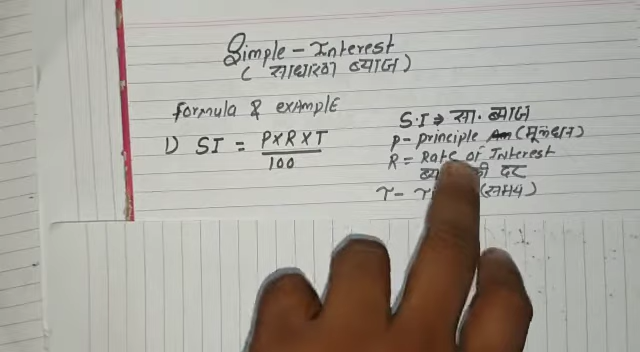 Simple - Interest
( साधारण ब्याज )
formula & example
1) SI = P×R×T / 100
S.I → सा. ब्याज
P - principle (मूलधन)
R = Rate of Interest
की दर
T - (समय)